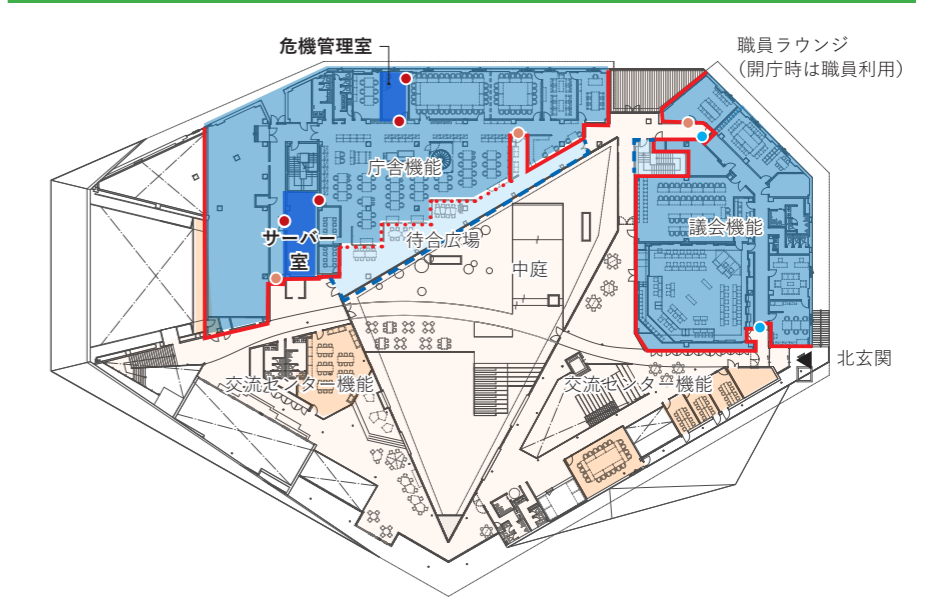 危機管理室
職員ラウンジ
（開庁時は職員利用）
庁舎機能
議会機能
サーバー
室
待合広場
中庭
北玄関
交流センター機能
交流センター機能